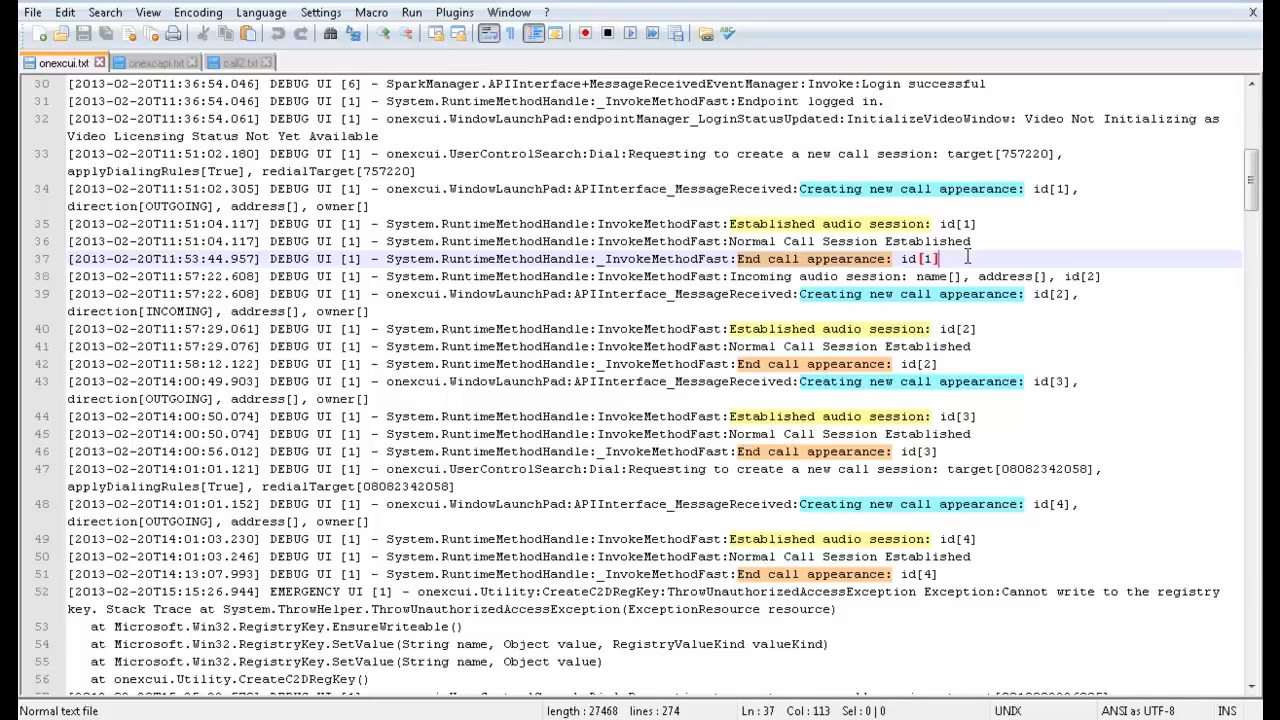 File Edit Search View Encoding Language Settings Macro Run Plugins Window ? X
onexcui.txt onexcapi.txt call2.txt
30 [2013-02-20T11:36:54.046] DEBUG UI [6] - SparkManager.APIInterface+MessageReceivedEventManager:Invoke:Login successful
31 [2013-02-20T11:36:54.046] DEBUG UI [1] - System.RuntimeMethodHandle:_InvokeMethodFast:Endpoint logged in.
32 [2013-02-20T11:36:54.061] DEBUG UI [1] - onexcui.WindowLaunchPad:endpointManager_LoginStatusUpdated:InitializeVideoWindow: Video Not Initializing as
Video Licensing Status Not Yet Available
33 [2013-02-20T11:51:02.180] DEBUG UI [1] - onexcui.UserControlSearch:Dial:Requesting to create a new call session: target[757220],
applyDialingRules[True], redialTarget[757220]
34 [2013-02-20T11:51:02.305] DEBUG UI [1] - onexcui.WindowLaunchPad:APIInterface_MessageReceived:Creating new call appearance: id[1],
direction[OUTGOING], address[], owner[]
35 [2013-02-20T11:51:04.117] DEBUG UI [1] - System.RuntimeMethodHandle:InvokeMethodFast:Established audio session: id[1]
36 [2013-02-20T11:51:04.117] DEBUG UI [1] - System.RuntimeMethodHandle:InvokeMethodFast:Normal Call Session Established
37 [2013-02-20T11:53:44.957] DEBUG UI [1] - System.RuntimeMethodHandle:_InvokeMethodFast:End call appearance: id[1]
38 [2013-02-20T11:57:22.608] DEBUG UI [1] - System.RuntimeMethodHandle:InvokeMethodFast:Incoming audio session: name[], address[], id[2]
39 [2013-02-20T11:57:22.608] DEBUG UI [1] - onexcui.WindowLaunchPad:APIInterface_MessageReceived:Creating new call appearance: id[2],
direction[INCOMING], address[], owner[]
40 [2013-02-20T11:57:29.061] DEBUG UI [1] - System.RuntimeMethodHandle:InvokeMethodFast:Established audio session: id[2]
41 [2013-02-20T11:57:29.076] DEBUG UI [1] - System.RuntimeMethodHandle:InvokeMethodFast:Normal Call Session Established
42 [2013-02-20T11:58:12.122] DEBUG UI [1] - System.RuntimeMethodHandle:_InvokeMethodFast:End call appearance: id[2]
43 [2013-02-20T14:00:49.903] DEBUG UI [1] - onexcui.WindowLaunchPad:APIInterface_MessageReceived:Creating new call appearance: id[3],
direction[OUTGOING], address[], owner[]
44 [2013-02-20T14:00:50.074] DEBUG UI [1] - System.RuntimeMethodHandle:InvokeMethodFast:Established audio session: id[3]
45 [2013-02-20T14:00:50.074] DEBUG UI [1] - System.RuntimeMethodHandle:InvokeMethodFast:Normal Call Session Established
46 [2013-02-20T14:00:56.012] DEBUG UI [1] - System.RuntimeMethodHandle:_InvokeMethodFast:End call appearance: id[3]
47 [2013-02-20T14:01:01.121] DEBUG UI [1] - onexcui.UserControlSearch:Dial:Requesting to create a new call session: target[08082342058],
applyDialingRules[True], redialTarget[08082342058]
48 [2013-02-20T14:01:01.152] DEBUG UI [1] - onexcui.WindowLaunchPad:APIInterface_MessageReceived:Creating new call appearance: id[4],
direction[OUTGOING], address[], owner[]
49 [2013-02-20T14:01:03.230] DEBUG UI [1] - System.RuntimeMethodHandle:InvokeMethodFast:Established audio session: id[4]
50 [2013-02-20T14:01:03.246] DEBUG UI [1] - System.RuntimeMethodHandle:InvokeMethodFast:Normal Call Session Established
51 [2013-02-20T14:13:07.993] DEBUG UI [1] - System.RuntimeMethodHandle:_InvokeMethodFast:End call appearance: id[4]
52 [2013-02-20T15:15:26.944] EMERGENCY UI [1] - onexcui.Utility:CreateC2DRegKey:ThrowUnauthorizedAccessException Exception:Cannot write to the registry
key. Stack Trace at System.ThrowHelper.ThrowUnauthorizedAccessException(ExceptionResource resource)
53 at Microsoft.Win32.RegistryKey.EnsureWriteable()
54 at Microsoft.Win32.RegistryKey.SetValue(String name, Object value, RegistryValueKind valueKind)
55 at Microsoft.Win32.RegistryKey.SetValue(String name, Object value)
56 at onexcui.Utility.CreateC2DRegKey()
Normal text file length : 27468 lines : 274 Ln : 37 Col : 113 Sel : 0 | 0 UNIX ANSI as UTF-8 INS